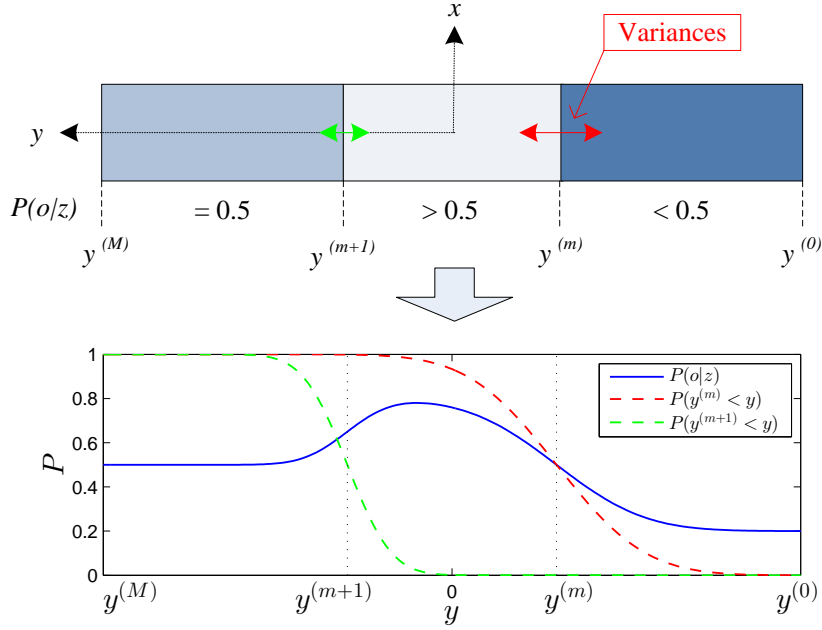 x
Variances
y
P(o/z)
= 0.5
> 0.5
< 0.5
y (M)
y (m+1)
y (m)
y (0)
1
0.8
0.6
0.4
0.2
0
P
P(o|z)
P(y^(m) < y)
P(y^(m+1) < y)
y^(M)
y^(m+1)
0
y
y^(m)
y^(0)